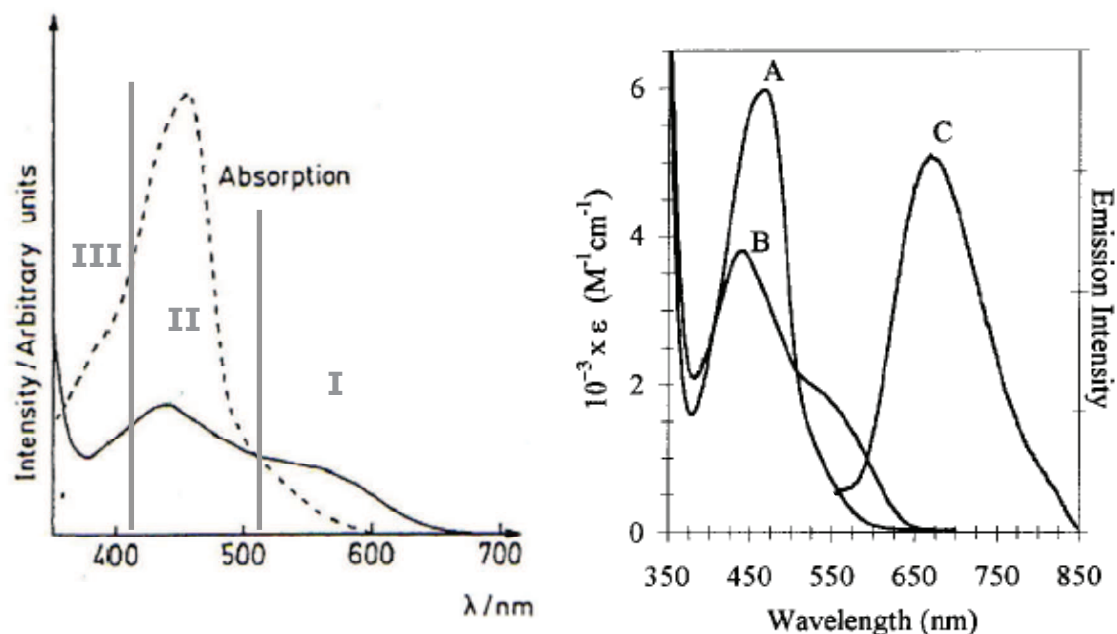 Intensity/Arbitrary units
Absorption
III
II
I
400
500
600
700
λ/nm
10⁻³ x ε (M⁻¹cm⁻¹)
6
4
2
0
A
B
C
Emission Intensity
350
450
550
650
750
850
Wavelength (nm)